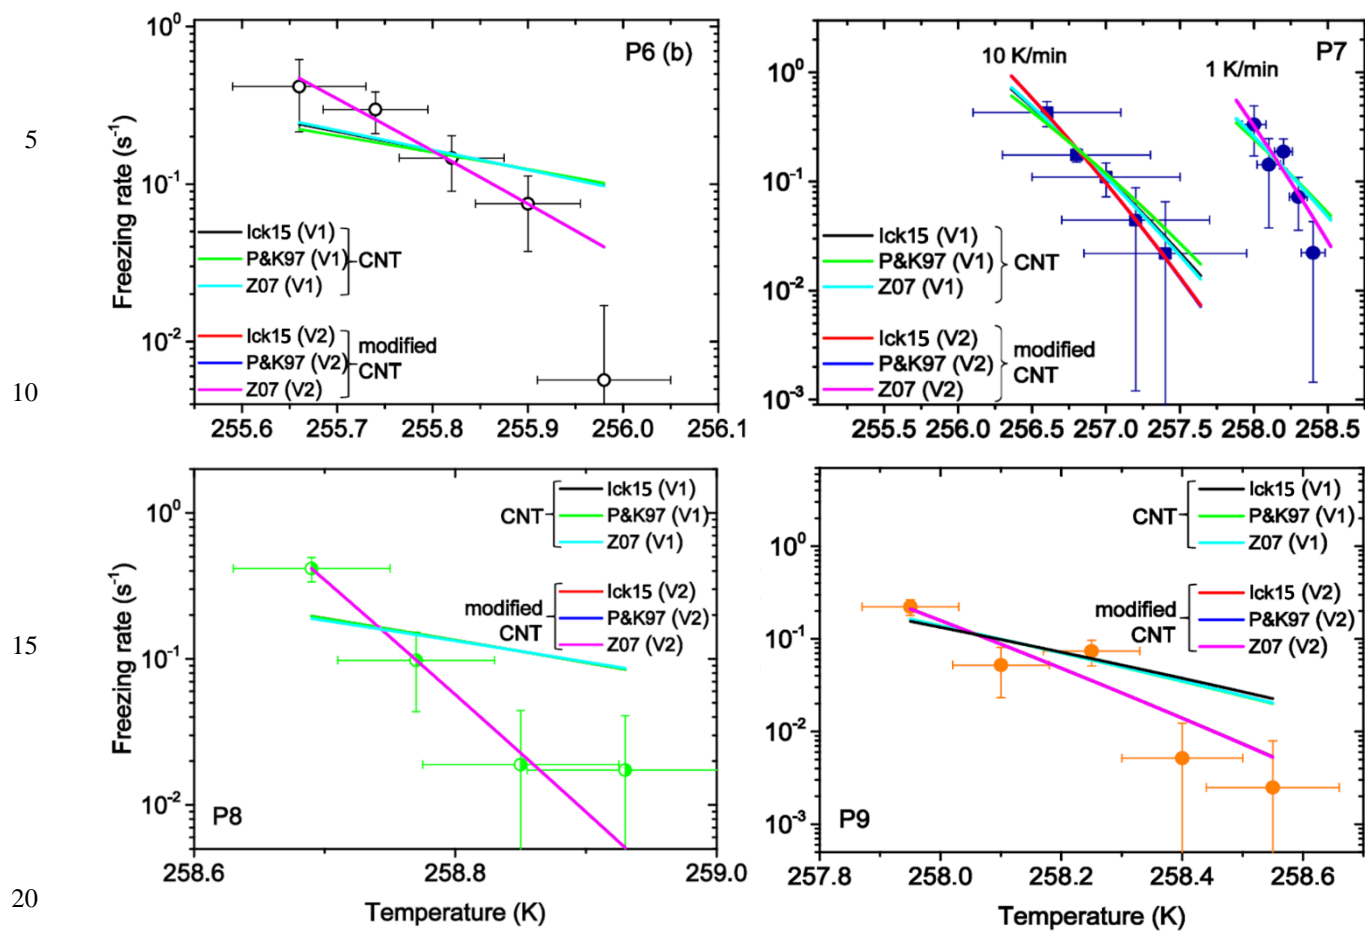 5
10
15
20
P6 (b)
Freezing rate (s⁻¹)
10⁰
10⁻¹
10⁻²
Ick15 (V1)
P&K97 (V1)
Z07 (V1)
CNT
Ick15 (V2)
P&K97 (V2)
Z07 (V2)
modified
CNT
255.6 255.7 255.8 255.9 256.0 256.1
P7
10 K/min
1 K/min
10⁰
10⁻¹
10⁻²
10⁻³
Ick15 (V1)
P&K97 (V1)
Z07 (V1)
CNT
Ick15 (V2)
P&K97 (V2)
Z07 (V2)
modified
CNT
255.5 256.0 256.5 257.0 257.5 258.0 258.5
Freezing rate (s⁻¹)
10⁰
10⁻¹
10⁻²
CNT
Ick15 (V1)
P&K97 (V1)
Z07 (V1)
modified
CNT
Ick15 (V2)
P&K97 (V2)
Z07 (V2)
P8
258.6 258.8 259.0
Temperature (K)
10⁰
10⁻¹
10⁻²
10⁻³
CNT
Ick15 (V1)
P&K97 (V1)
Z07 (V1)
modified
CNT
Ick15 (V2)
P&K97 (V2)
Z07 (V2)
P9
257.8 258.0 258.2 258.4 258.6
Temperature (K)